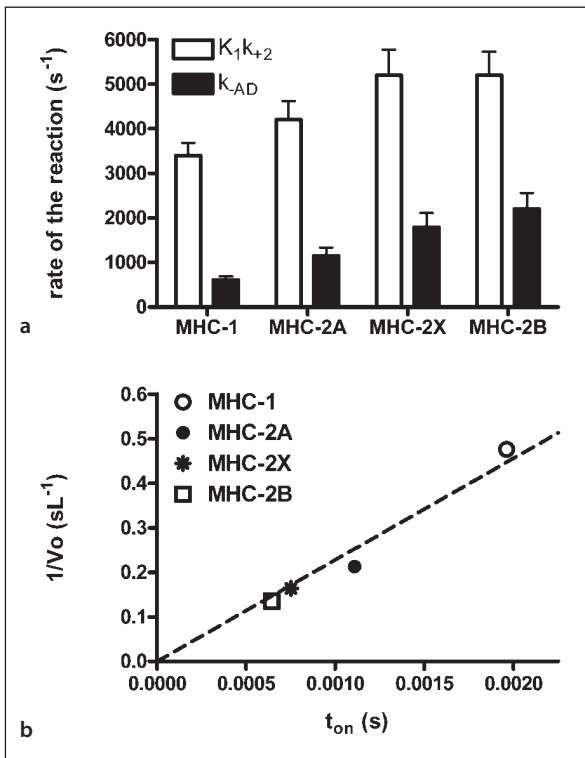 a
rate of the reaction (s⁻¹)
6000
5000
4000
3000
2000
1000
0
K₁k₊₂
k-AD
MHC-1 MHC-2A MHC-2X MHC-2B
b
1/Vo (sL⁻¹)
0.6
0.5
0.4
0.3
0.2
0.1
0.0
MHC-1
MHC-2A
MHC-2X
MHC-2B
0.0000 0.0005 0.0010 0.0015 0.0020
tₒₙ (s)